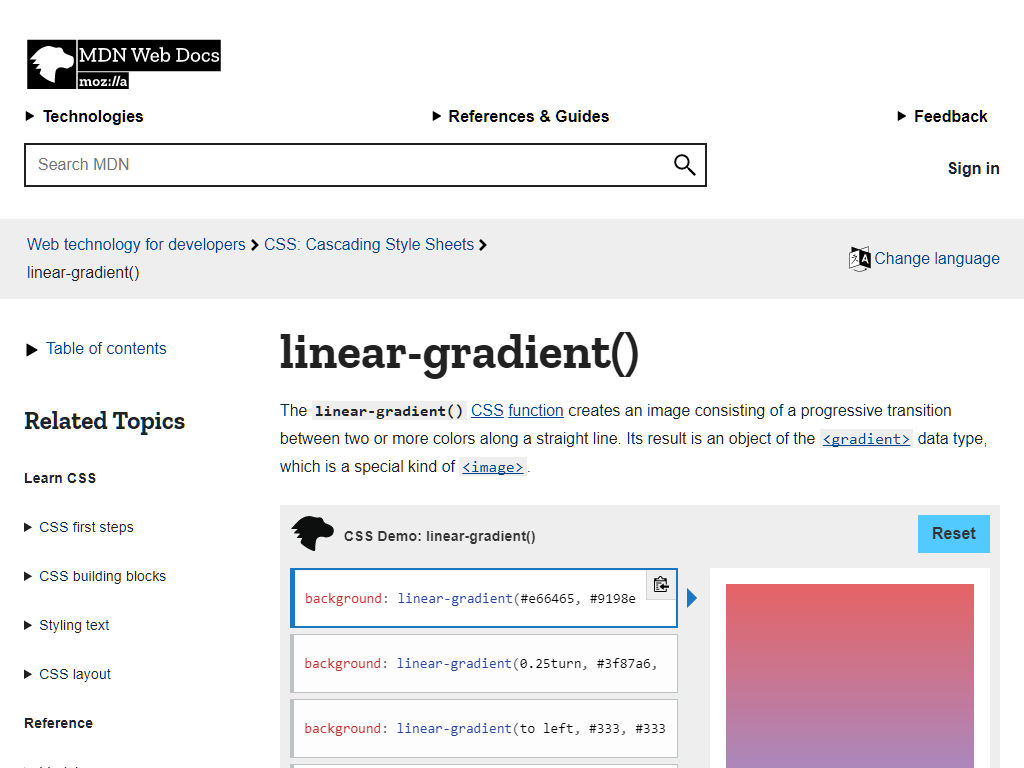 MDN Web Docs
moz://a
Technologies
References & Guides
Feedback
Search MDN
Sign in
Web technology for developers
CSS: Cascading Style Sheets
linear-gradient()
Change language
Table of contents
Related Topics
Learn CSS
CSS first steps
CSS building blocks
Styling text
CSS layout
Reference
linear-gradient()
The linear-gradient() CSS function creates an image consisting of a progressive transition
between two or more colors along a straight line. Its result is an object of the <gradient> data type,
which is a special kind of <image>.
CSS Demo: linear-gradient()
Reset
background: linear-gradient(#e66465, #9198e
background: linear-gradient(0.25turn, #3f87a6,
background: linear-gradient(to left, #333, #333